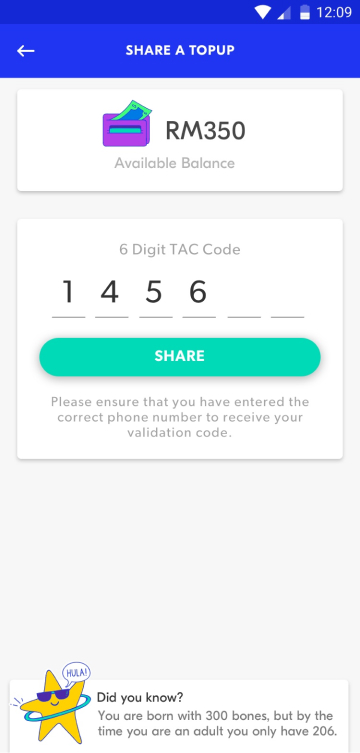 12:09
SHARE A TOPUP
RM350
Available Balance
6 Digit TAC Code
1 4 5 6
SHARE
Please ensure that you have entered the
correct phone number to receive your
validation code.
HULA!
Did you know?
You are born with 300 bones, but by the
time you are an adult you only have 206.